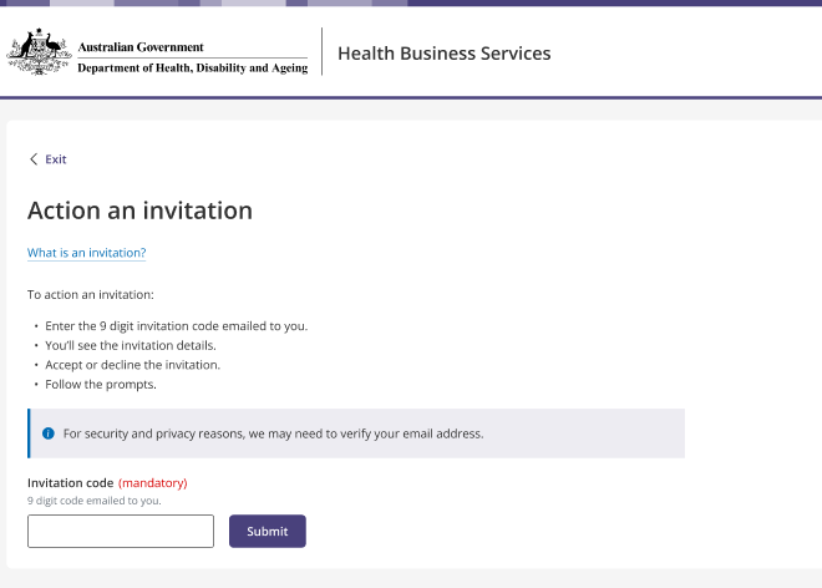 Australian Government
Department of Health, Disability and Ageing
Health Business Services
Exit
Action an invitation
What is an invitation?
To action an invitation:
• Enter the 9 digit invitation code emailed to you.
• You'll see the invitation details.
• Accept or decline the invitation.
• Follow the prompts.
For security and privacy reasons, we may need to verify your email address.
Invitation code (mandatory)
9 digit code emailed to you.
Submit